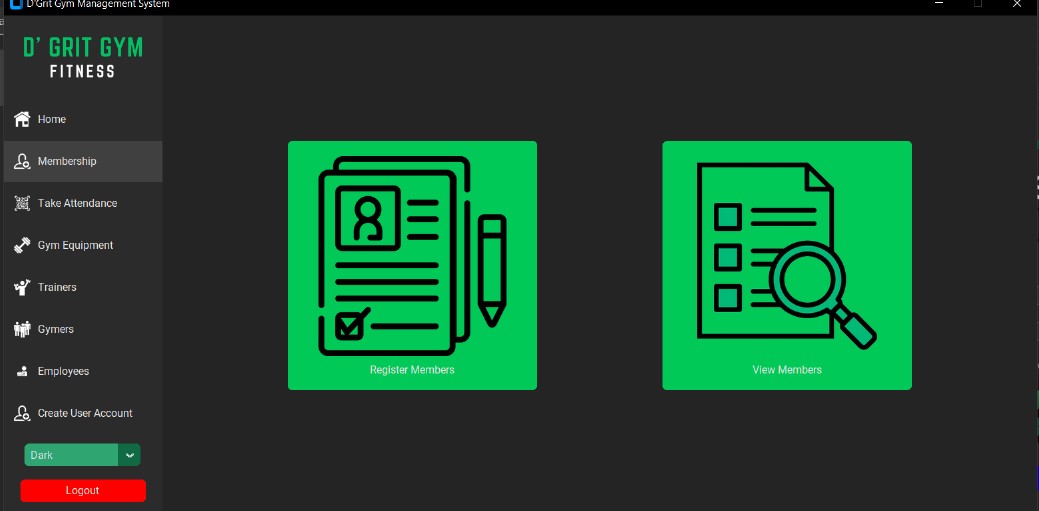 D'Grit Gym Management System
D' GRIT GYM
FITNESS
Home
Membership
Take Attendance
Gym Equipment
Trainers
Gymers
Employees
Create User Account
Dark
Logout
Register Members
View Members